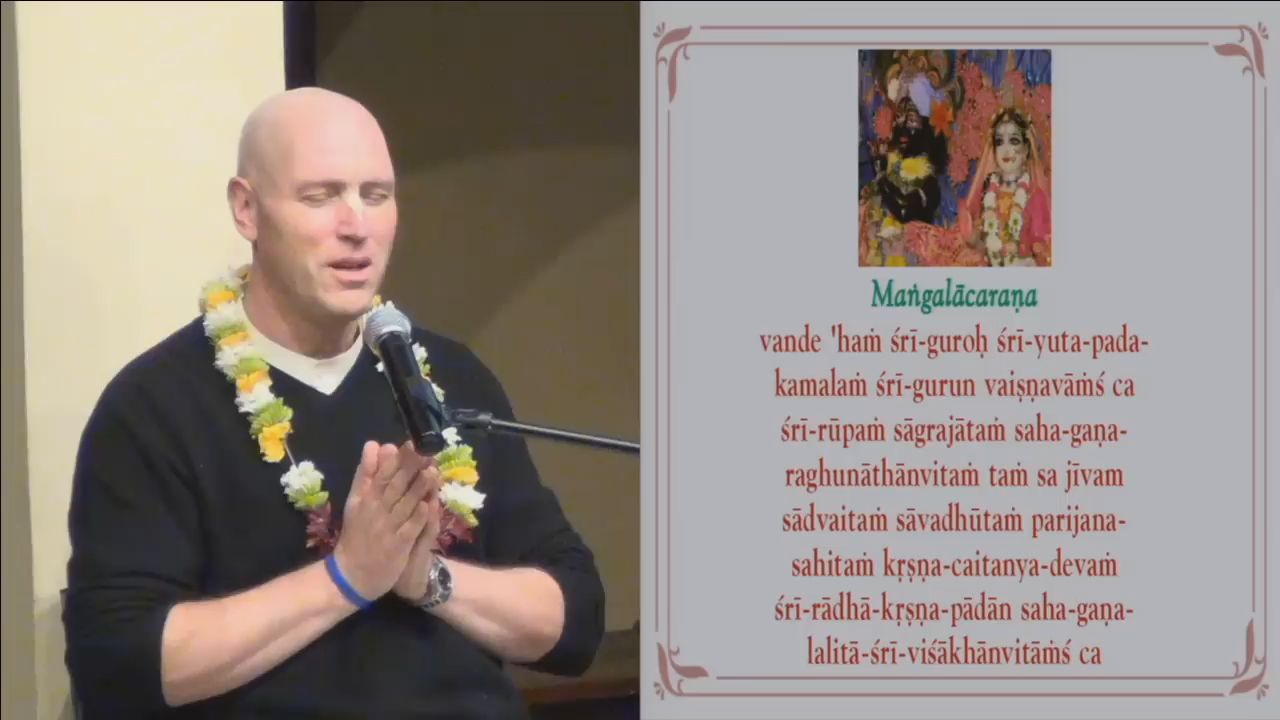 Maṅgalācaraṇa
vande 'haṁ śrī-guroḥ śrī-yuta-pada-
kamalaṁ śrī-gurun vaiṣṇavāṁś ca
śrī-rūpaṁ sāgrajātaṁ saha-gaṇa-
raghunāthānvitaṁ taṁ sa jīvam
sādvaitaṁ sāvadhūtaṁ parijana-
sahitaṁ kṛṣṇa-caitanya-devaṁ
śrī-rādhā-kṛṣṇa-pādān saha-gaṇa-
lalitā-śrī-viśākhānvitāṁś ca